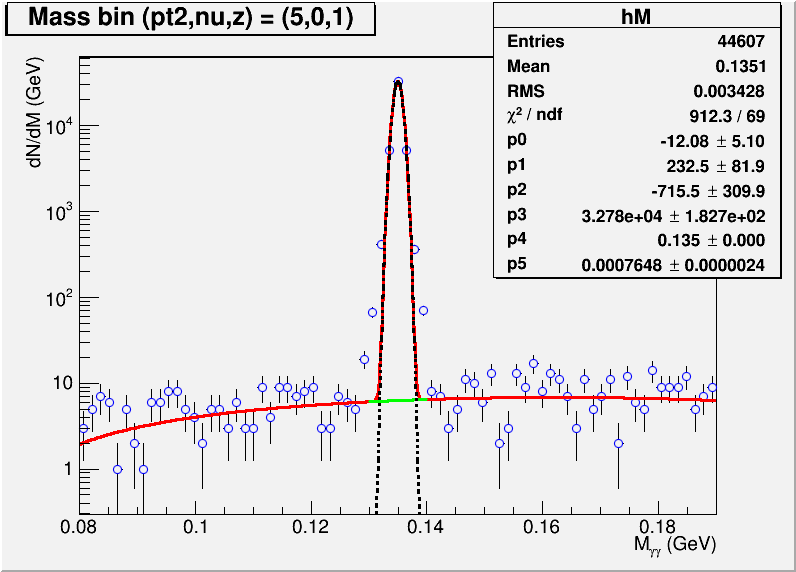 Mass bin (pt2,nu,z) = (5,0,1)
hM
Entries 44607
Mean 0.1351
RMS 0.003428
χ² / ndf 912.3 / 69
p0 -12.08 ± 5.10
p1 232.5 ± 81.9
p2 -715.5 ± 309.9
p3 3.278e+04 ± 1.827e+02
p4 0.135 ± 0.000
p5 0.0007648 ± 0.0000024
dN/dM (GeV)
10⁴
10³
10²
10
1
0.08 0.1 0.12 0.14 0.16 0.18
Mγγ (GeV)